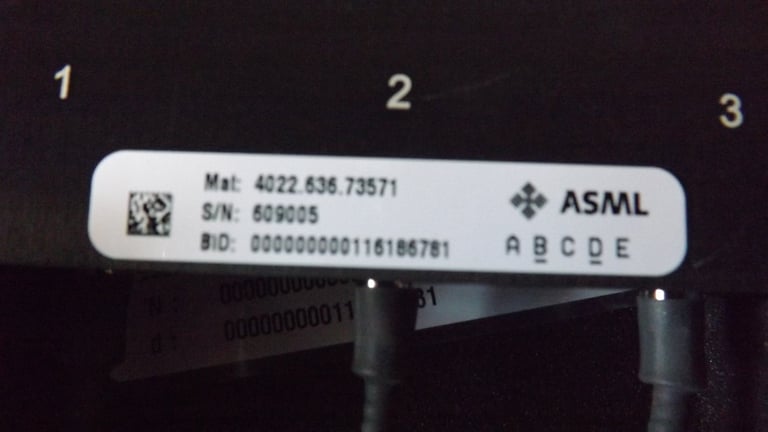 1 2 3
Mat: 4022.636.73571
S/N: 609005
BID: 000000000116186781
ASML
A B C D E
N :
d :